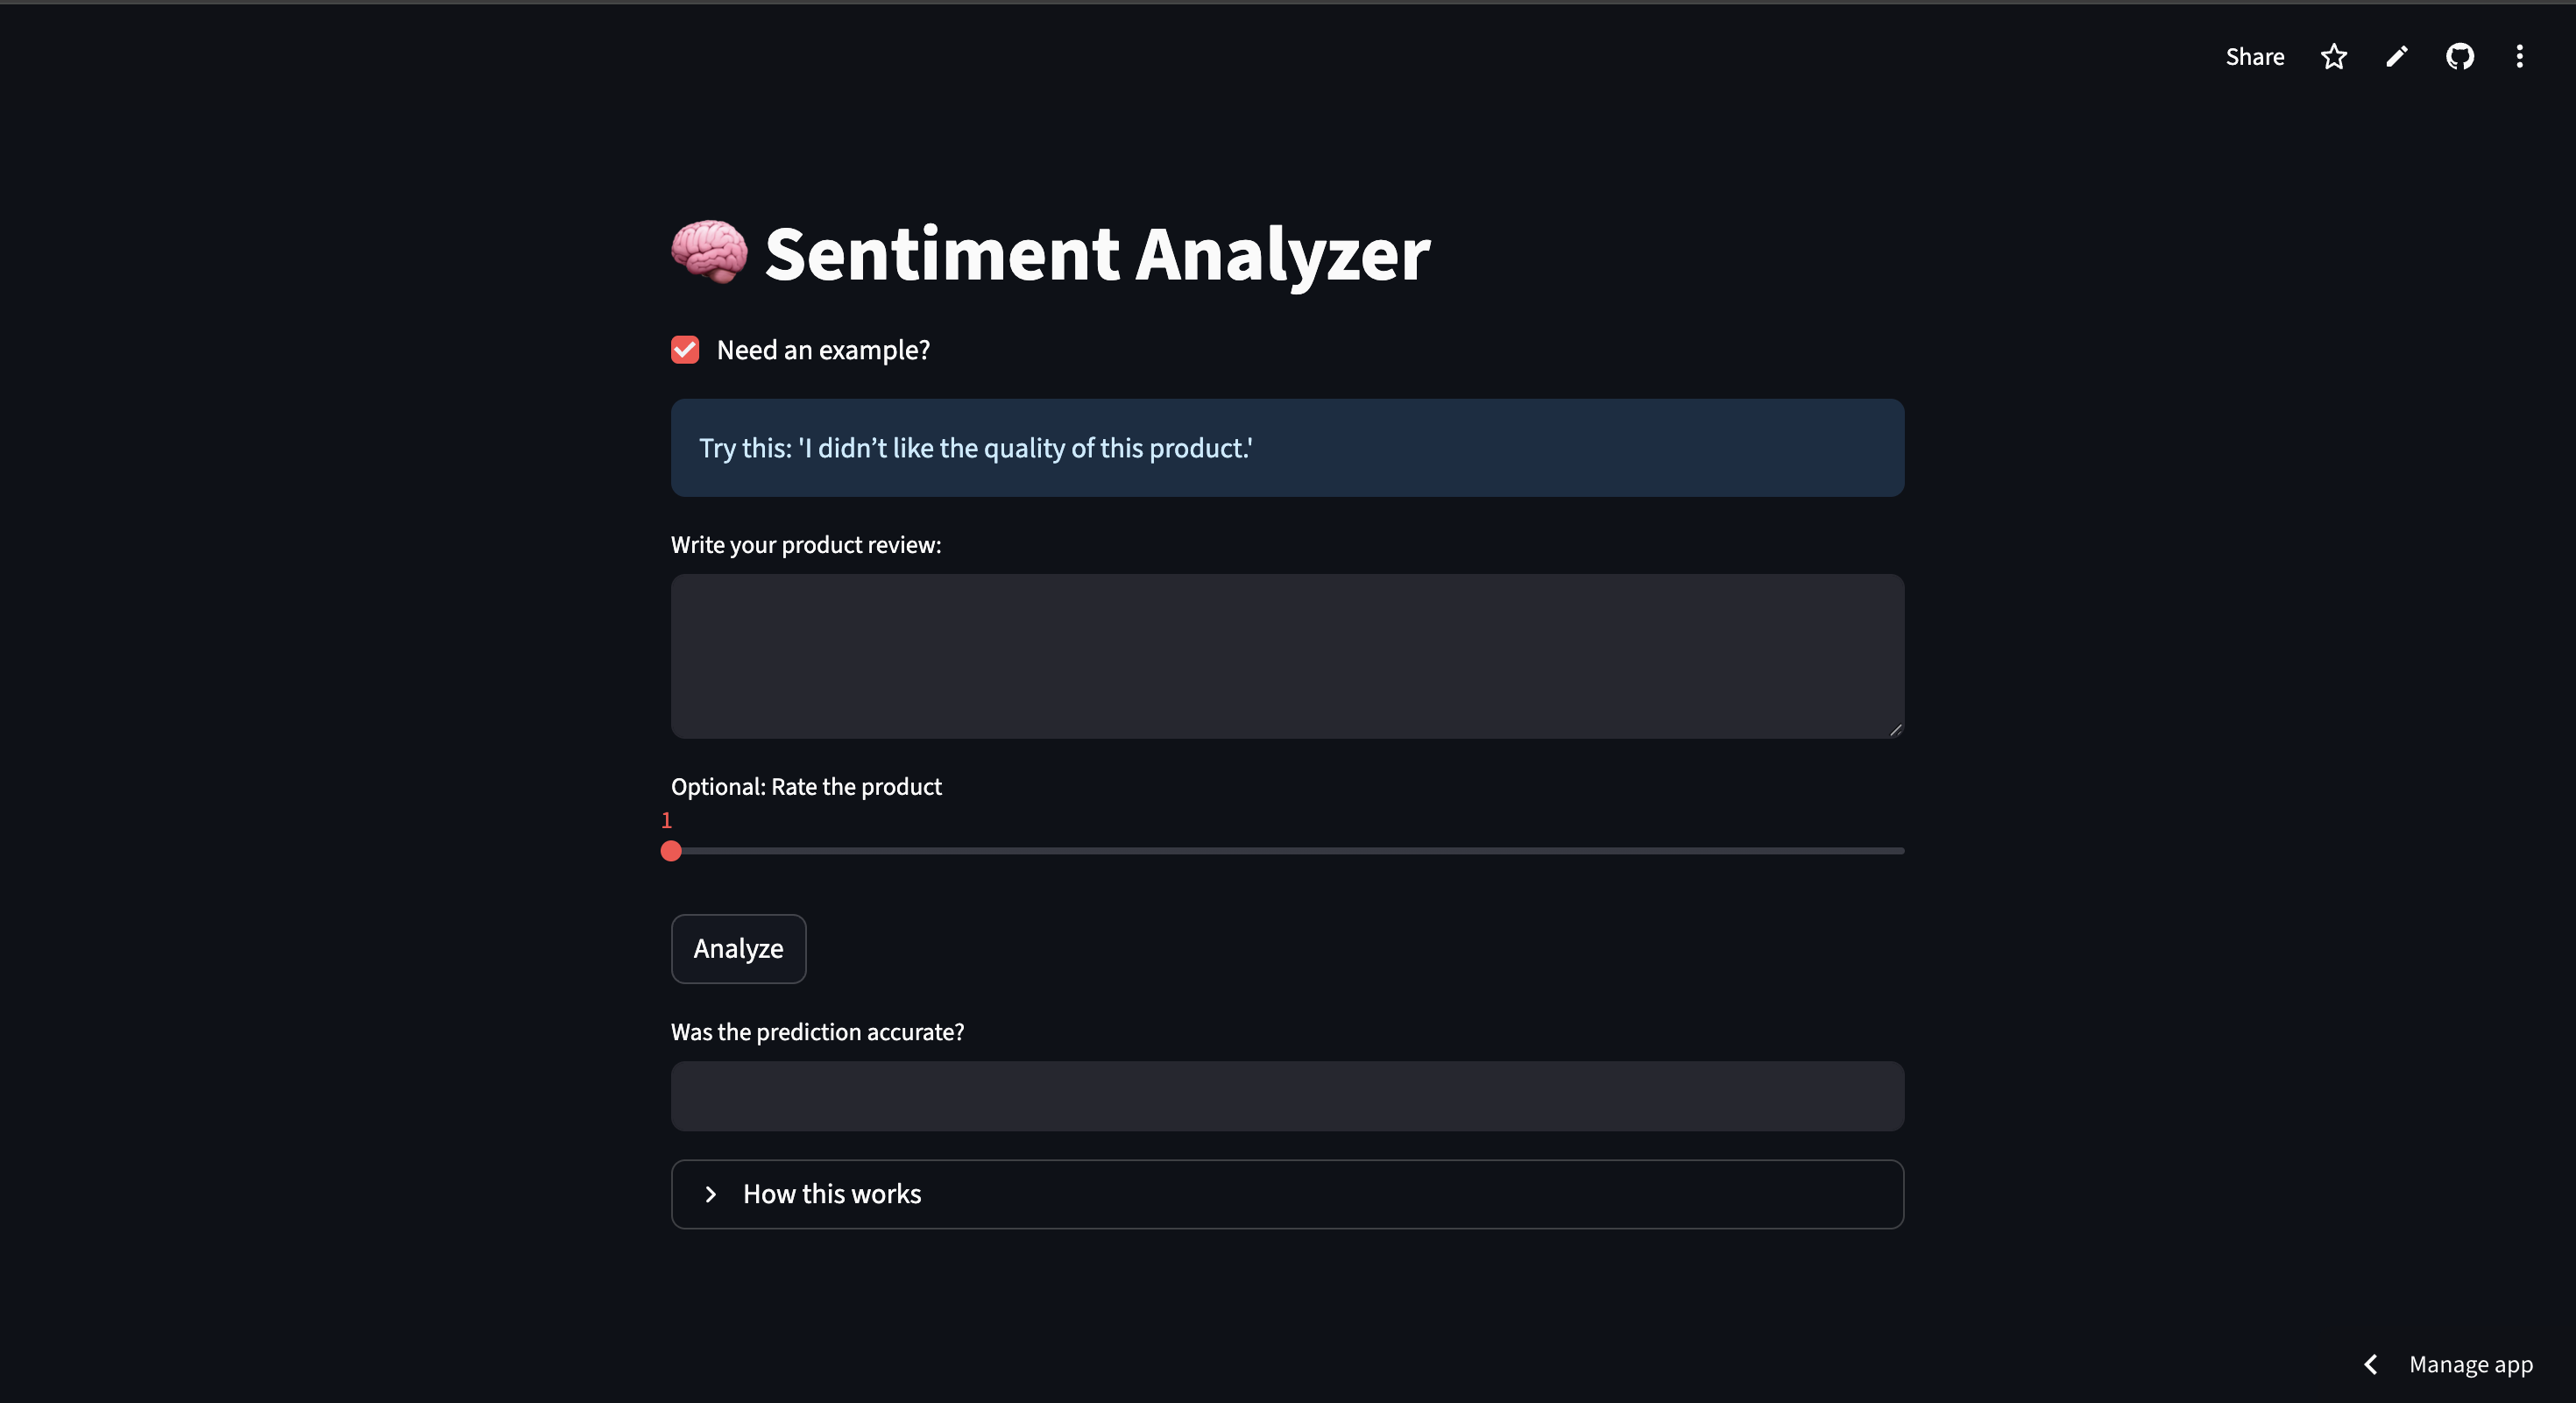 Share
🧠 Sentiment Analyzer
Need an example?
Try this: 'I didn’t like the quality of this product.'
Write your product review:
Optional: Rate the product
1
Analyze
Was the prediction accurate?
How this works
Manage app